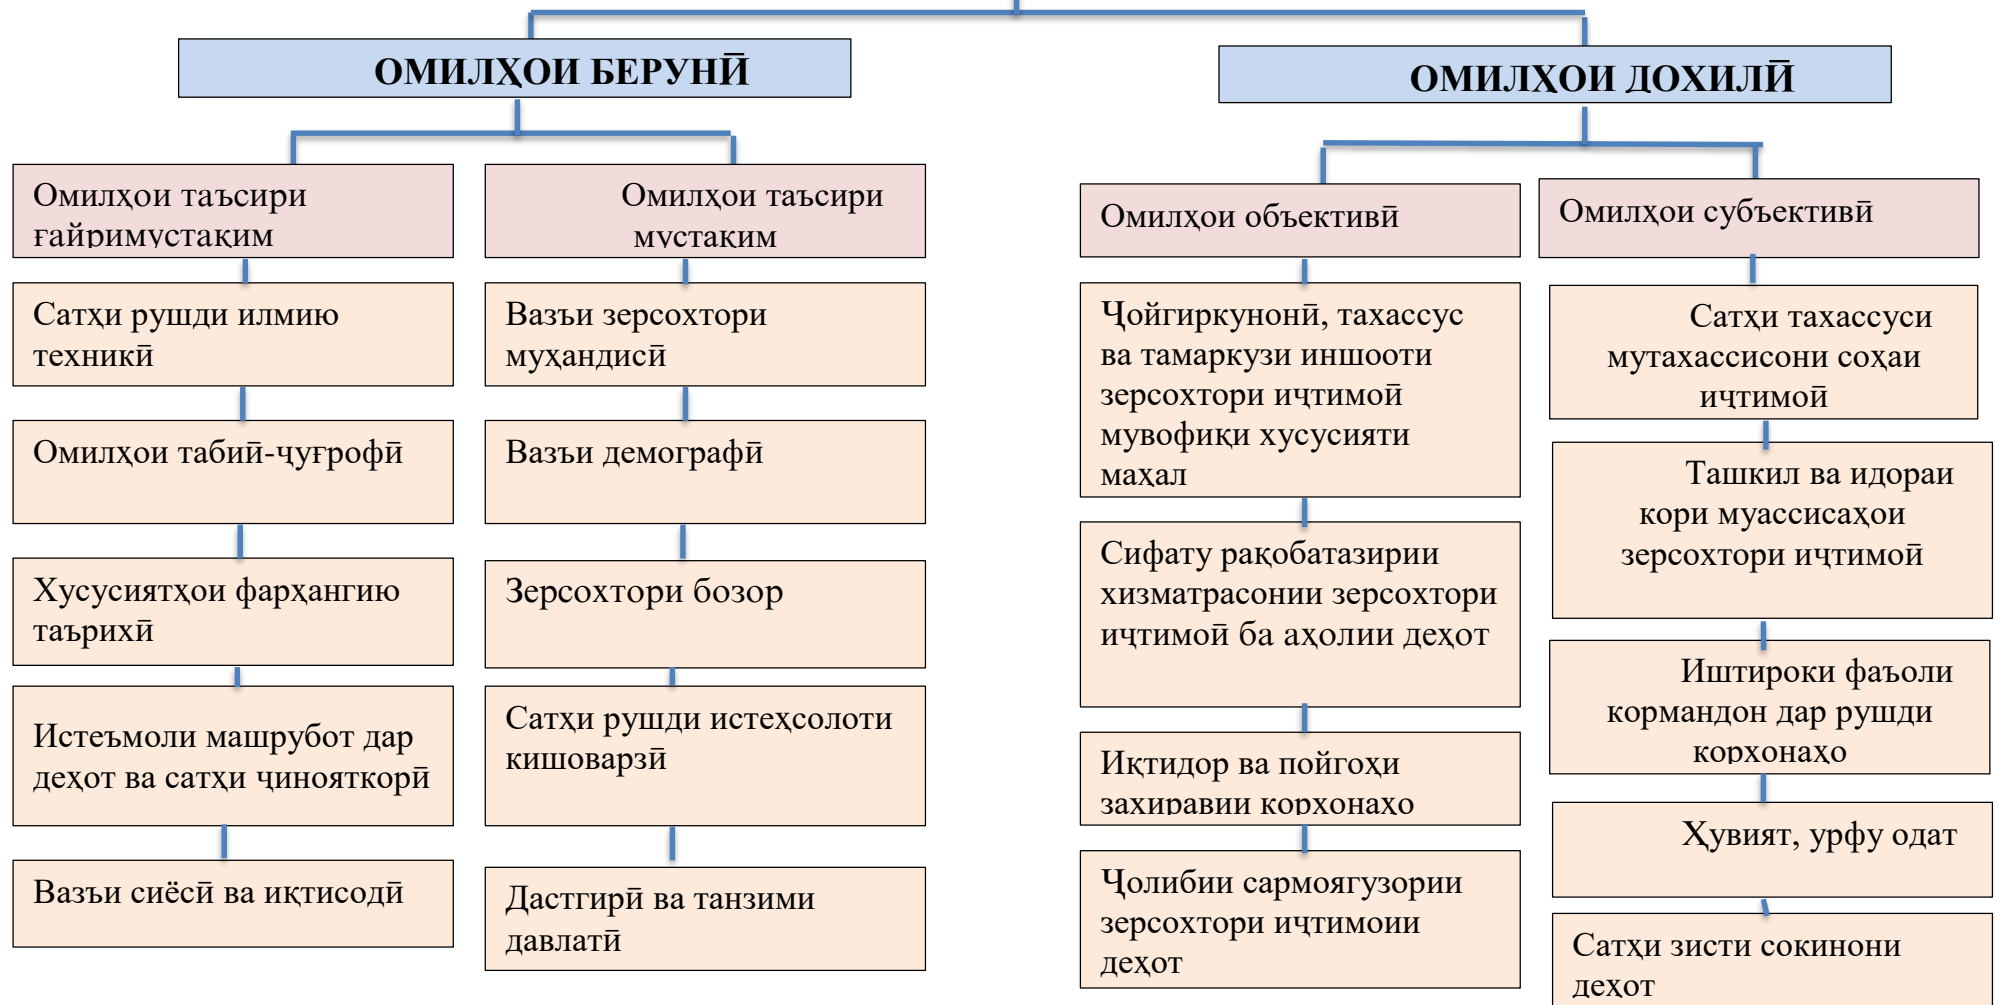 ОМИЛҲОИ БЕРУНӢ
Омилҳои таъсири
ғайримустақим
Сатҳи рушди илмию
техникӣ
Омилҳои табиӣ-ҷуғрофӣ
Хусусиятҳои фарҳангию
таърихӣ
Истеъмоли машрубот дар
деҳот ва сатҳи ҷинояткорӣ
Вазъи сиёсӣ ва иқтисодӣ
Омилҳои таъсири
мустақим
Вазъи зерсохтори
муҳандисӣ
Вазъи демографӣ
Зерсохтори бозор
Сатҳи рушди истеҳсолоти
кишоварзӣ
Дастгирӣ ва танзими
давлатӣ
ОМИЛҲОИ ДОХИЛӢ
Омилҳои объективӣ
Ҷойгиркунонӣ, тахассус
ва тамаркузи иншооти
зерсохтори иҷтимоӣ
мувофиқи хусусияти
маҳал
Сифату рақобатазирии
хизматрасонии зерсохтори
иҷтимоӣ ба аҳолии деҳот
Иқтидор ва пойгоҳи
захиравии корхонаҳо
Ҷолибии сармоягузории
зерсохтори иҷтимоии
деҳот
Омилҳои субъективӣ
Сатҳи тахассуси
мутахассисони соҳаи
иҷтимоӣ
Ташкил ва идораи
кори муассисаҳои
зерсохтори иҷтимоӣ
Иштироки фаъоли
кормандон дар рушди
корхонаҳо
Ҳувият, урфу одат
Сатҳи зисти сокинони
деҳот